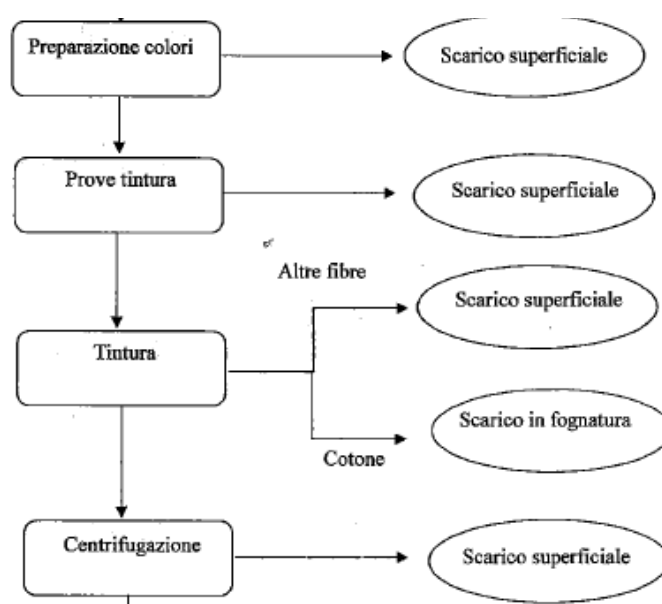 Preparazione colori
Scarico superficiale
Prove tintura
Scarico superficiale
Altre fibre
Scarico superficiale
Tintura
Scarico in fognatura
Cotone
Centrifugazione
Scarico superficiale